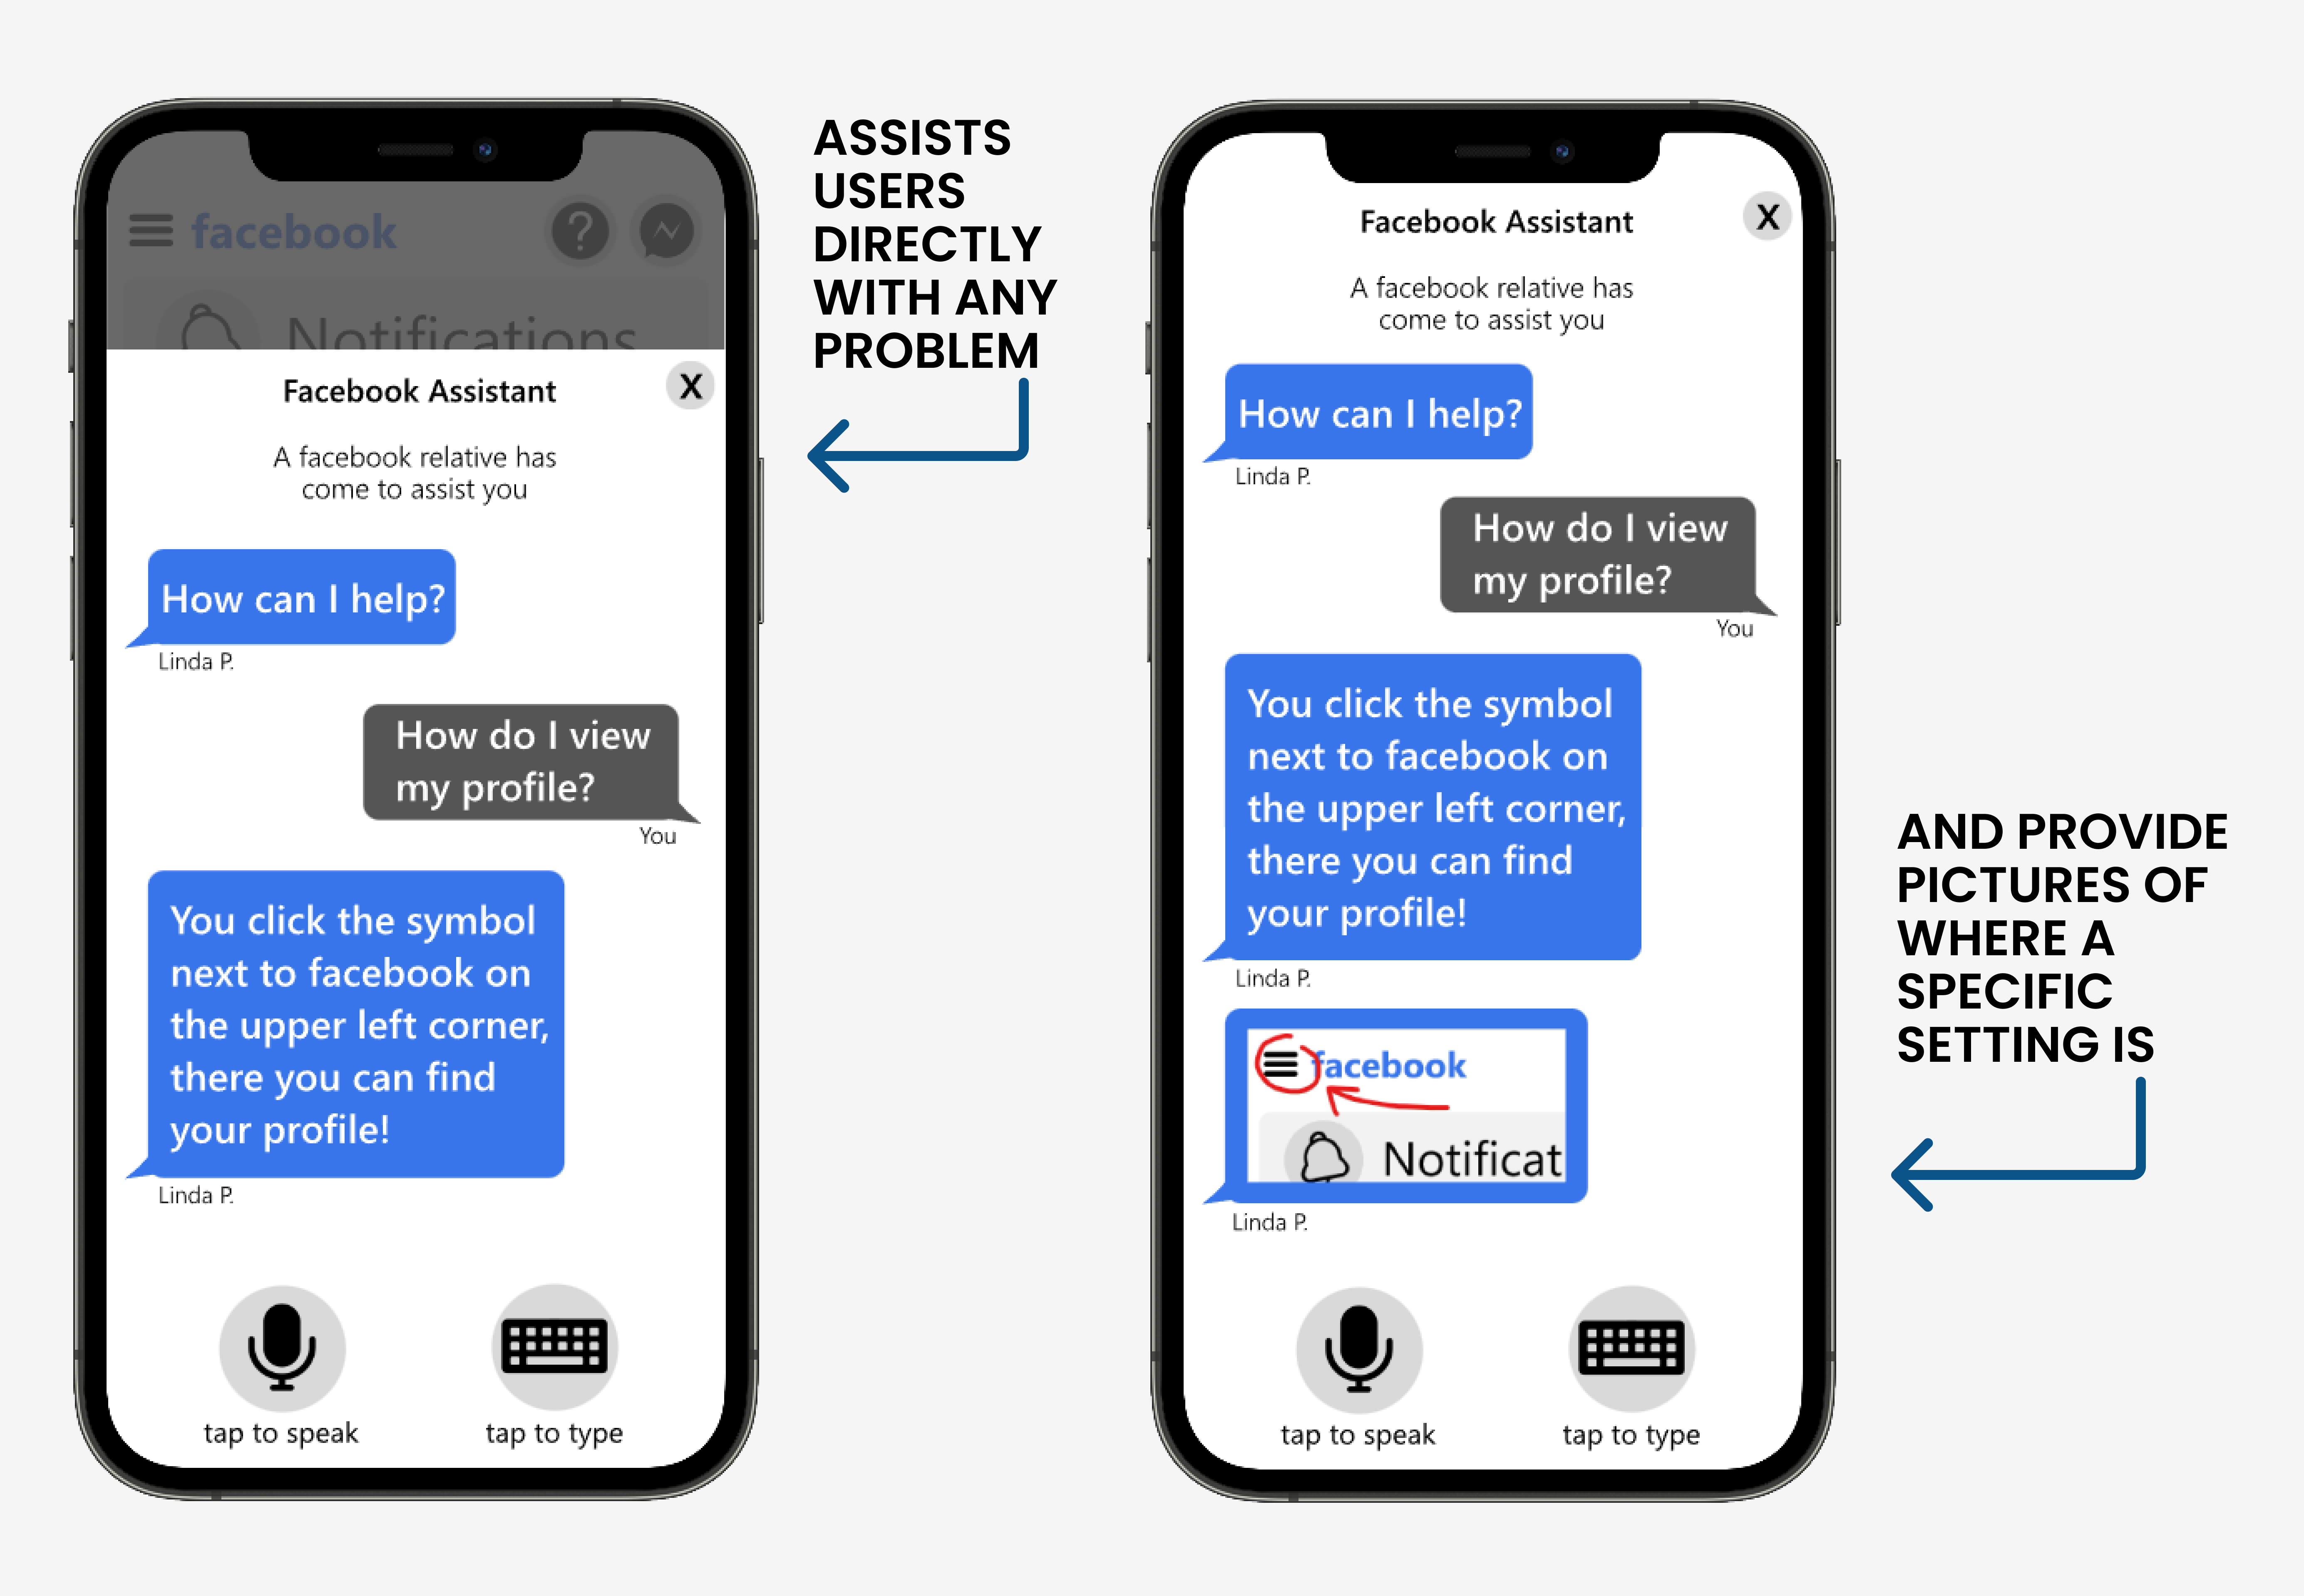 facebook
Notifications
Facebook Assistant
X
A facebook relative has
come to assist you
How can I help?
Linda P.
How do I view
my profile?
You
You click the symbol
next to facebook on
the upper left corner,
there you can find
your profile!
Linda P.
tap to speak
tap to type
ASSISTS
USERS
DIRECTLY
WITH ANY
PROBLEM
Facebook Assistant
X
A facebook relative has
come to assist you
How can I help?
Linda P.
How do I view
my profile?
You
You click the symbol
next to facebook on
the upper left corner,
there you can find
your profile!
Linda P.
facebook
Notificat
Linda P.
tap to speak
tap to type
AND PROVIDE
PICTURES OF
WHERE A
SPECIFIC
SETTING IS